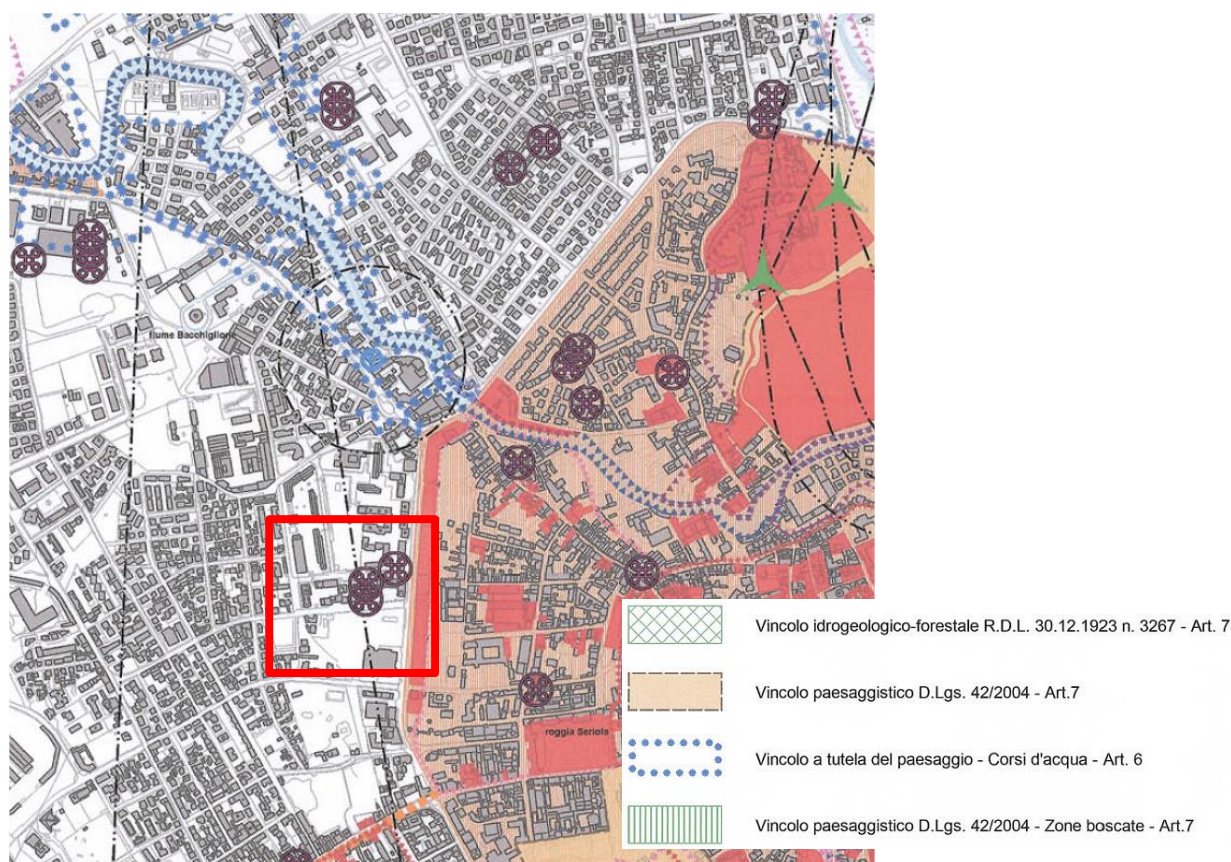 fiume Bacchiglione
roggia Seriola
Vincolo idrogeologico-forestale R.D.L. 30.12.1923 n. 3267 - Art. 7
Vincolo paesaggistico D.Lgs. 42/2004 - Art.7
Vincolo a tutela del paesaggio - Corsi d'acqua - Art. 6
Vincolo paesaggistico D.Lgs. 42/2004 - Zone boscate - Art.7